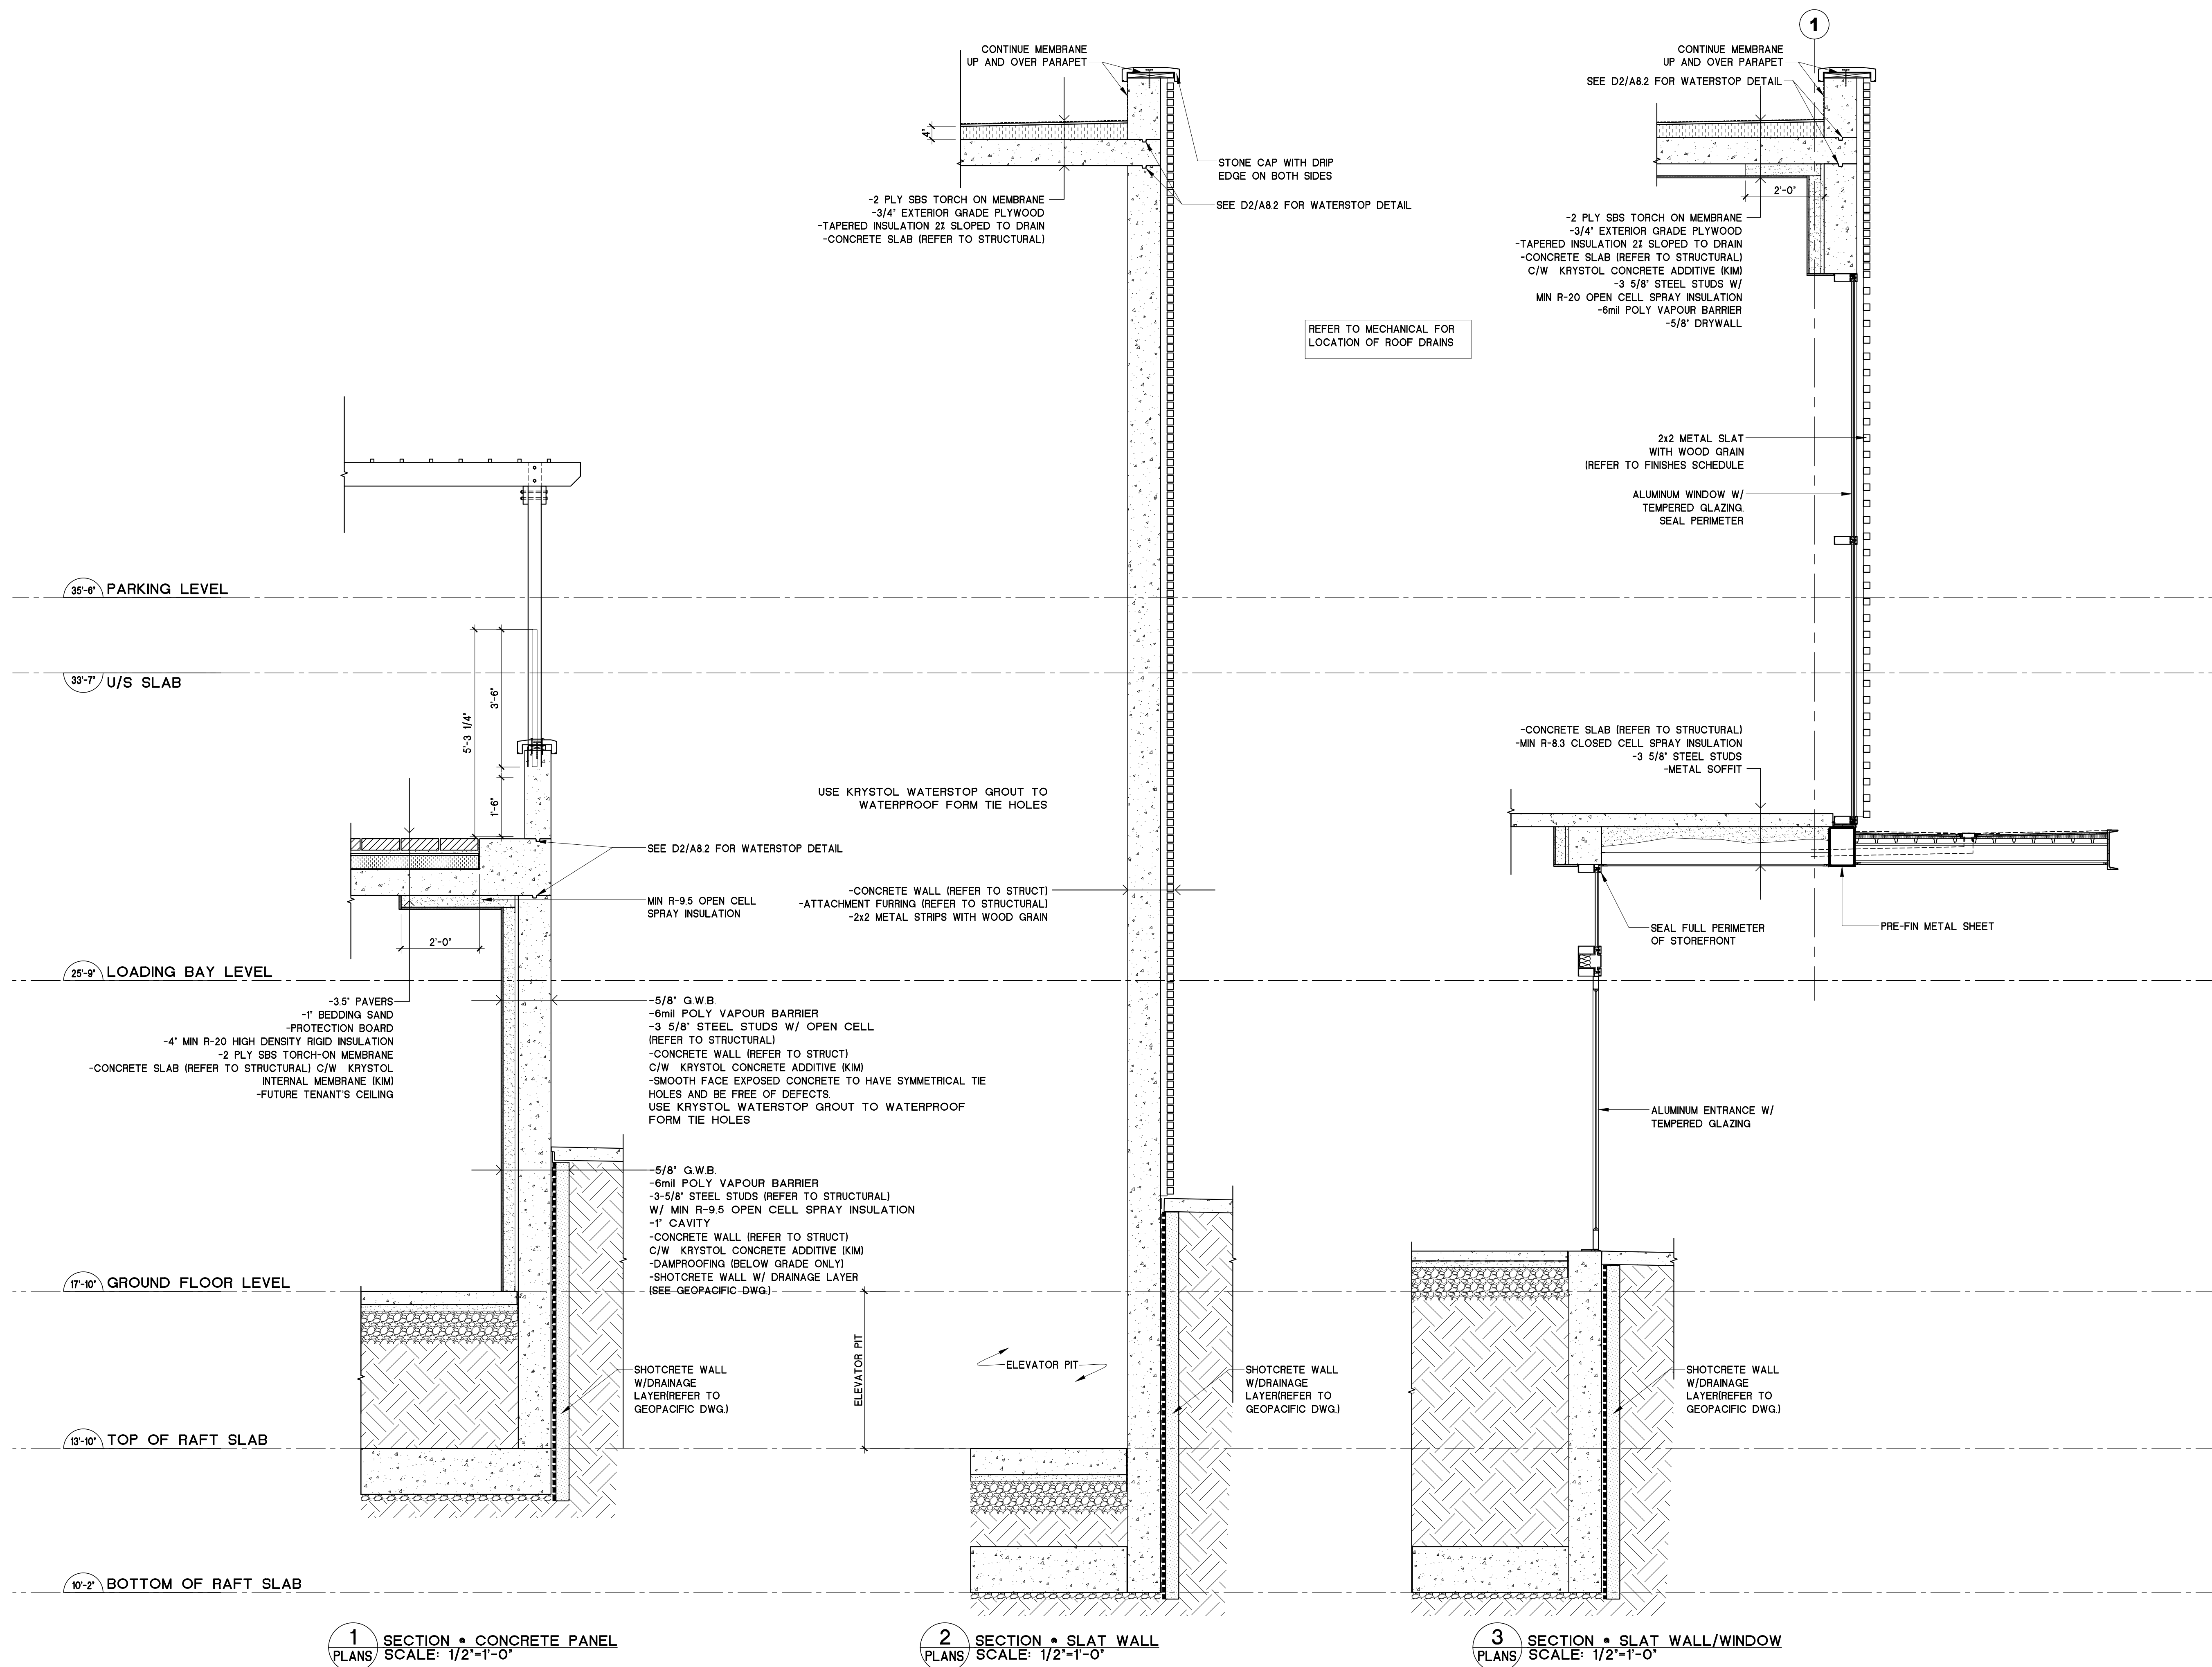 35'-6" PARKING LEVEL
33'-7" U/S SLAB
25'-9" LOADING BAY LEVEL
17'-10" GROUND FLOOR LEVEL
13'-10" TOP OF RAFT SLAB
10'-2" BOTTOM OF RAFT SLAB
5'-3 1/4"
3'-6"
1'-6"
2'-0"
SEE D2/A8.2 FOR WATERSTOP DETAIL
MIN R-9.5 OPEN CELL
SPRAY INSULATION
-3.5" PAVERS
-1" BEDDING SAND
-PROTECTION BOARD
-4" MIN R-20 HIGH DENSITY RIGID INSULATION
-2 PLY SBS TORCH-ON MEMBRANE
-CONCRETE SLAB (REFER TO STRUCTURAL) C/W KRYSTOL
INTERNAL MEMBRANE (KIM)
-FUTURE TENANT'S CEILING
-5/8" G.W.B.
-6mil POLY VAPOUR BARRIER
-3 5/8" STEEL STUDS W/ OPEN CELL
(REFER TO STRUCTURAL)
-CONCRETE WALL (REFER TO STRUCT)
C/W KRYSTOL CONCRETE ADDITIVE (KIM)
-SMOOTH FACE EXPOSED CONCRETE TO HAVE SYMMETRICAL TIE
HOLES AND BE FREE OF DEFECTS.
USE KRYSTOL WATERSTOP GROUT TO WATERPROOF
FORM TIE HOLES
-5/8" G.W.B.
-6mil POLY VAPOUR BARRIER
-3-5/8" STEEL STUDS (REFER TO STRUCTURAL)
W/ MIN R-9.5 OPEN CELL SPRAY INSULATION
-1" CAVITY
-CONCRETE WALL (REFER TO STRUCT)
C/W KRYSTOL CONCRETE ADDITIVE (KIM)
-DAMPROOFING (BELOW GRADE ONLY)
-SHOTCRETE WALL W/ DRAINAGE LAYER
(SEE GEOPACIFIC DWG.)
SHOTCRETE WALL
W/DRAINAGE
LAYER(REFER TO
GEOPACIFIC DWG.)
1
PLANS
SECTION @ CONCRETE PANEL
SCALE: 1/2"=1'-0"
CONTINUE MEMBRANE
UP AND OVER PARAPET
4"
STONE CAP WITH DRIP
EDGE ON BOTH SIDES
SEE D2/A8.2 FOR WATERSTOP DETAIL
-2 PLY SBS TORCH ON MEMBRANE
-3/4" EXTERIOR GRADE PLYWOOD
-TAPERED INSULATION 2% SLOPED TO DRAIN
-CONCRETE SLAB (REFER TO STRUCTURAL)
REFER TO MECHANICAL FOR
LOCATION OF ROOF DRAINS
USE KRYSTOL WATERSTOP GROUT TO
WATERPROOF FORM TIE HOLES
-CONCRETE WALL (REFER TO STRUCT)
-ATTACHMENT FURRING (REFER TO STRUCTURAL)
-2x2 METAL STRIPS WITH WOOD GRAIN
ELEVATOR PIT
ELEVATOR PIT
SHOTCRETE WALL
W/DRAINAGE
LAYER(REFER TO
GEOPACIFIC DWG.)
2
PLANS
SECTION @ SLAT WALL
SCALE: 1/2"=1'-0"
1
CONTINUE MEMBRANE
UP AND OVER PARAPET
SEE D2/A8.2 FOR WATERSTOP DETAIL
2'-0"
-2 PLY SBS TORCH ON MEMBRANE
-3/4" EXTERIOR GRADE PLYWOOD
-TAPERED INSULATION 2% SLOPED TO DRAIN
-CONCRETE SLAB (REFER TO STRUCTURAL)
C/W KRYSTOL CONCRETE ADDITIVE (KIM)
-3 5/8" STEEL STUDS W/
MIN R-20 OPEN CELL SPRAY INSULATION
-6mil POLY VAPOUR BARRIER
-5/8" DRYWALL
2x2 METAL SLAT
WITH WOOD GRAIN
(REFER TO FINISHES SCHEDULE
ALUMINUM WINDOW W/
TEMPERED GLAZING.
SEAL PERIMETER
-CONCRETE SLAB (REFER TO STRUCTURAL)
-MIN R-8.3 CLOSED CELL SPRAY INSULATION
-3 5/8" STEEL STUDS
-METAL SOFFIT
SEAL FULL PERIMETER
OF STOREFRONT
PRE-FIN METAL SHEET
ALUMINUM ENTRANCE W/
TEMPERED GLAZING
SHOTCRETE WALL
W/DRAINAGE
LAYER(REFER TO
GEOPACIFIC DWG.)
3
PLANS
SECTION @ SLAT WALL/WINDOW
SCALE: 1/2"=1'-0"